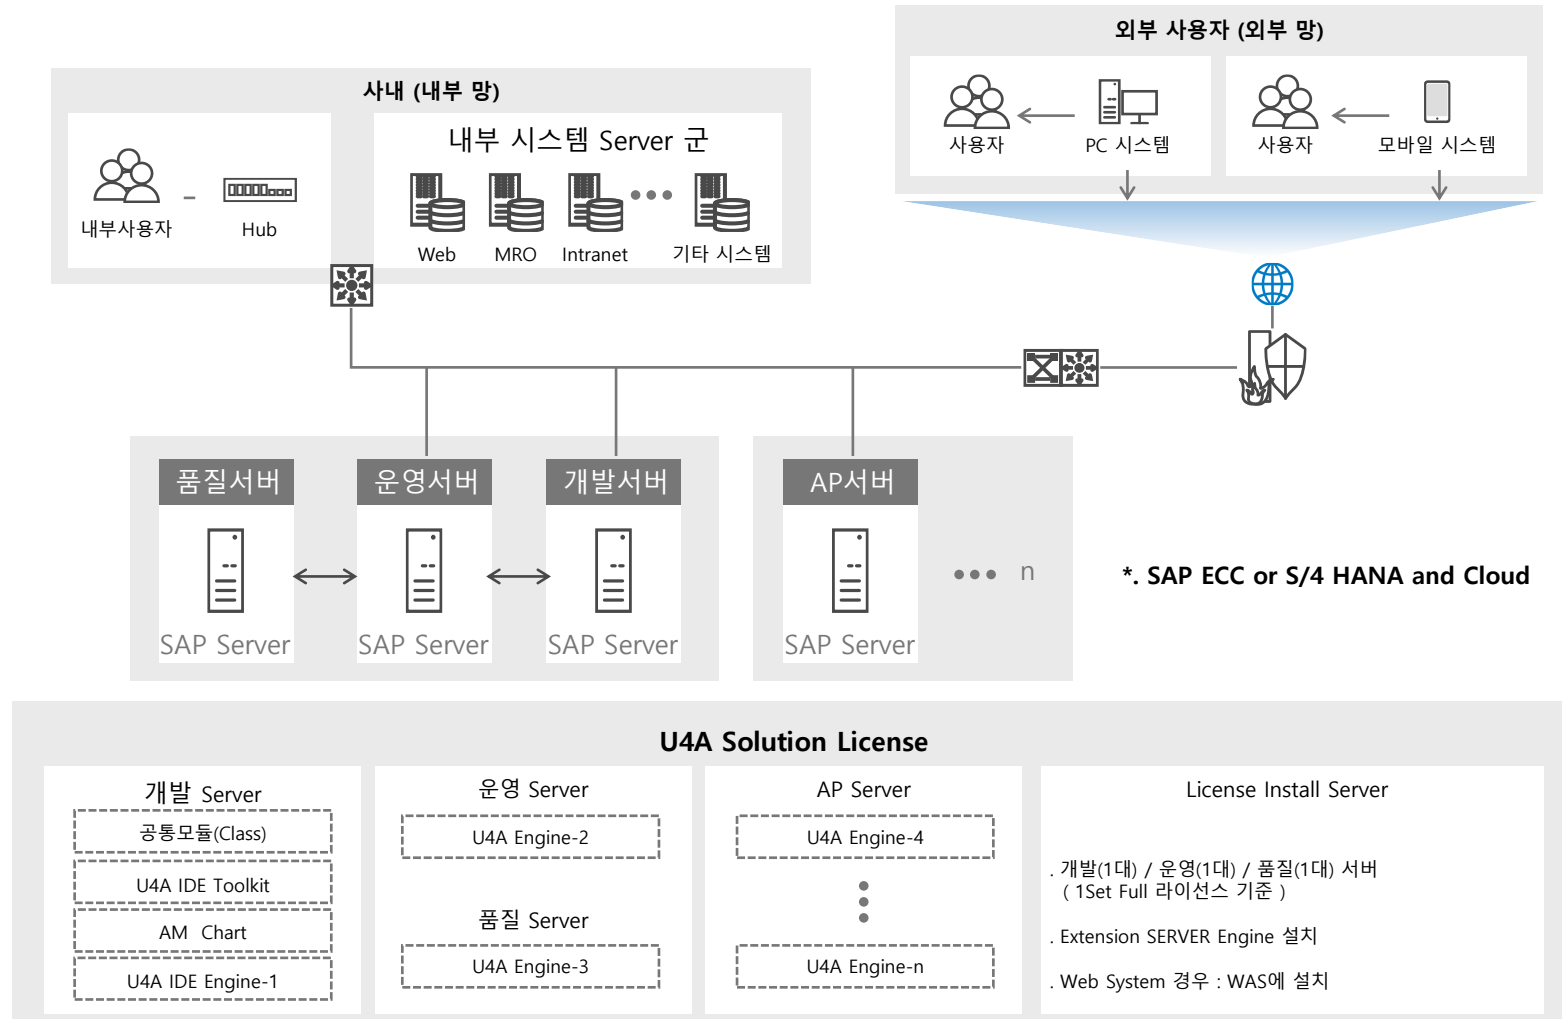 외부 사용자 (외부 망)
사용자
PC 시스템
사용자
모바일 시스템
사내 (내부 망)
내부사용자
Hub
내부 시스템 Server 군
Web
MRO
Intranet
기타 시스템
품질서버
운영서버
개발서버
AP서버
SAP Server
SAP Server
SAP Server
SAP Server
n
*. SAP ECC or S/4 HANA and Cloud
U4A Solution License
개발 Server
공통모듈(Class)
U4A IDE Toolkit
AM Chart
U4A IDE Engine-1
운영 Server
U4A Engine-2
품질 Server
U4A Engine-3
AP Server
U4A Engine-4
U4A Engine-n
License Install Server
. 개발(1대) / 운영(1대) / 품질(1대) 서버
( 1Set Full 라이선스 기준 )
. Extension SERVER Engine 설치
. Web System 경우 : WAS에 설치